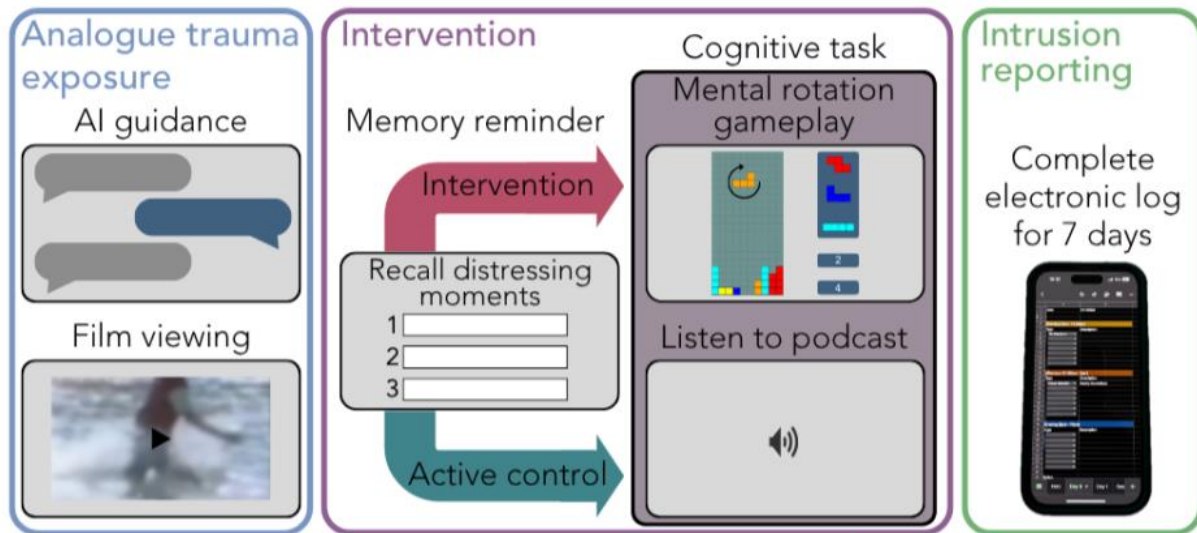 Analogue trauma
exposure
AI guidance
Film viewing
Intervention
Memory reminder
Intervention
Recall distressing
moments
1
2
3
Active control
Cognitive task
Mental rotation
gameplay
2
4
Listen to podcast
Intrusion
reporting
Complete
electronic log
for 7 days